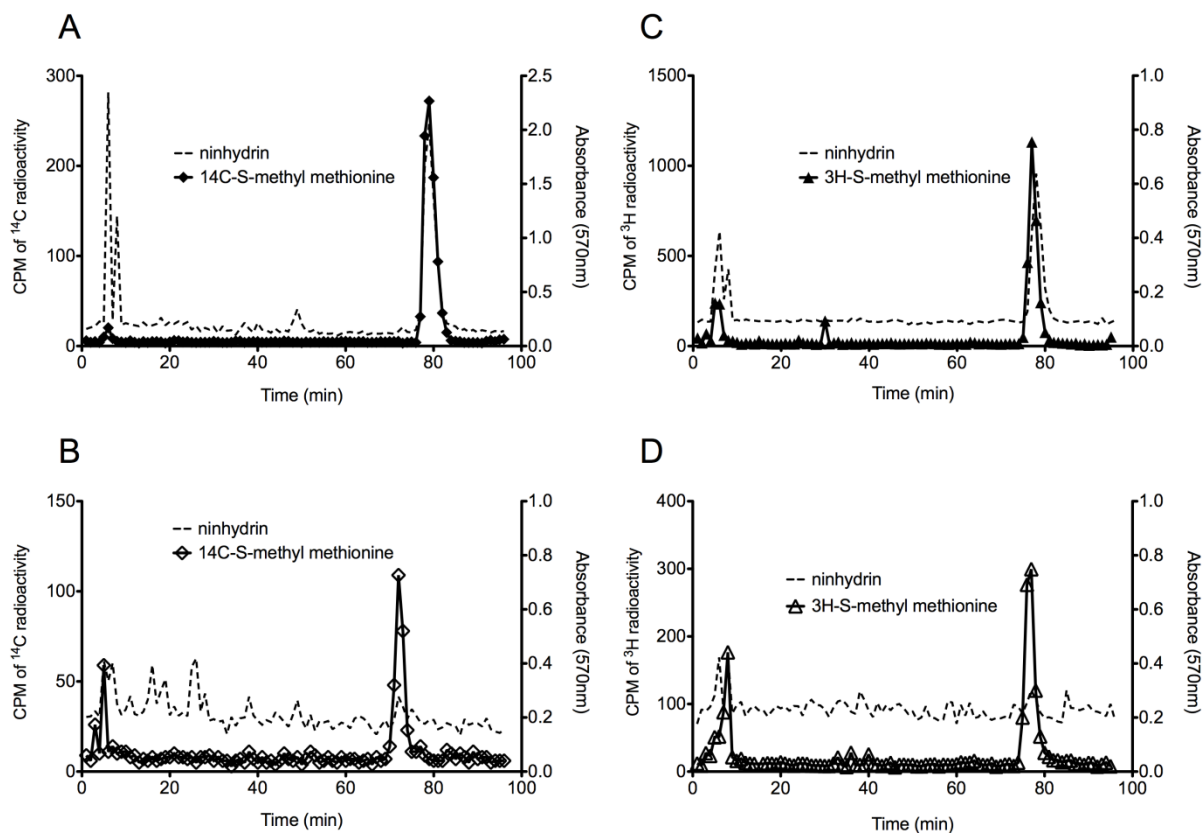 A
CPM of ¹⁴C radioactivity
300
200
100
0
ninhydrin
14C-S-methyl methionine
2.5
2.0
1.5
1.0
0.5
0.0
Absorbance (570nm)
0 20 40 60 80 100
Time (min)
C
CPM of ³H radioactivity
1500
1000
500
0
ninhydrin
3H-S-methyl methionine
1.0
0.8
0.6
0.4
0.2
0.0
Absorbance (570nm)
0 20 40 60 80 100
Time (min)
B
CPM of ¹⁴C radioactivity
150
100
50
0
ninhydrin
14C-S-methyl methionine
1.0
0.8
0.6
0.4
0.2
0.0
Absorbance (570nm)
0 20 40 60 80 100
Time (min)
D
CPM of ³H radioactivity
400
300
200
100
0
ninhydrin
3H-S-methyl methionine
1.0
0.8
0.6
0.4
0.2
0.0
Absorbance (570nm)
0 20 40 60 80 100
Time (min)